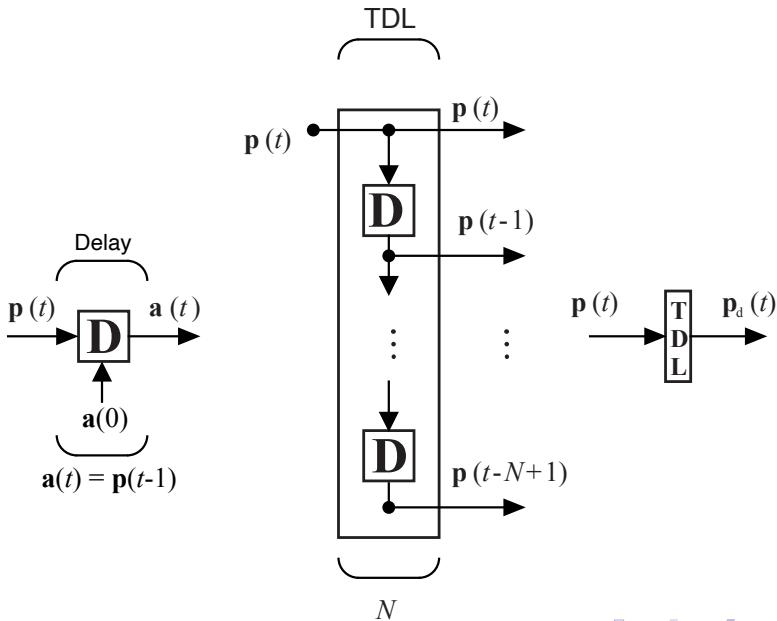 Delay
p (t)
a (t)
D
a(0)
a(t) = p(t-1)
TDL
p (t)
p (t)
D
p (t-1)
⋮
⋮
D
p (t-N+1)
N
p (t)
T
D
L
p_d (t)